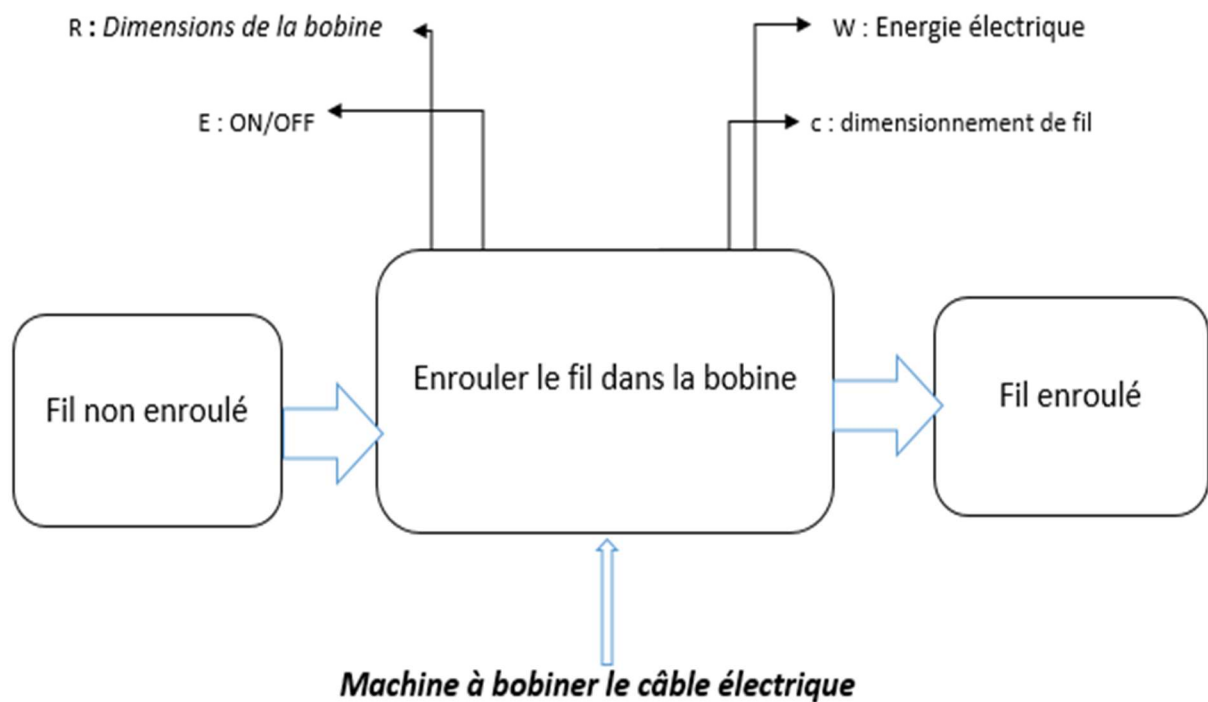 R : Dimensions de la bobine
W : Energie électrique
E : ON/OFF
c : dimensionnement de fil
Fil non enroulé
Enrouler le fil dans la bobine
Fil enroulé
Machine à bobiner le câble électrique